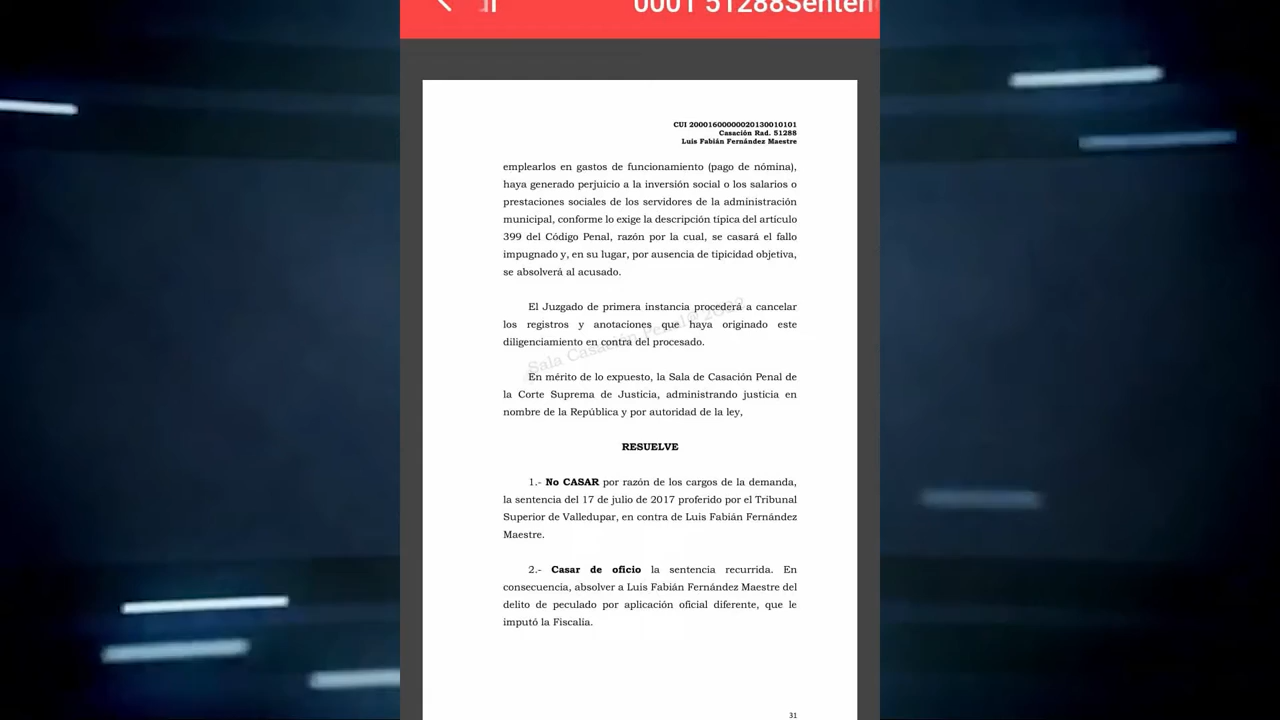 0001 51288Senten
CUI 20001600000020130010101
Casación Rad. 51288
Luis Fabián Fernández Maestre
emplearlos en gastos de funcionamiento (pago de nómina),
haya generado perjuicio a la inversión social o los salarios o
prestaciones sociales de los servidores de la administración
municipal, conforme lo exige la descripción típica del artículo
399 del Código Penal, razón por la cual, se casará el fallo
impugnado y, en su lugar, por ausencia de tipicidad objetiva,
se absolverá al acusado.
El Juzgado de primera instancia procederá a cancelar
los registros y anotaciones que haya originado este
diligenciamiento en contra del procesado.
Sala Casación Penal@2022
En mérito de lo expuesto, la Sala de Casación Penal de
la Corte Suprema de Justicia, administrando justicia en
nombre de la República y por autoridad de la ley,
RESUELVE
1.- No CASAR por razón de los cargos de la demanda,
la sentencia del 17 de julio de 2017 proferido por el Tribunal
Superior de Valledupar, en contra de Luis Fabián Fernández
Maestre.
2.- Casar de oficio la sentencia recurrida. En
consecuencia, absolver a Luis Fabián Fernández Maestre del
delito de peculado por aplicación oficial diferente, que le
imputó la Fiscalía.
31